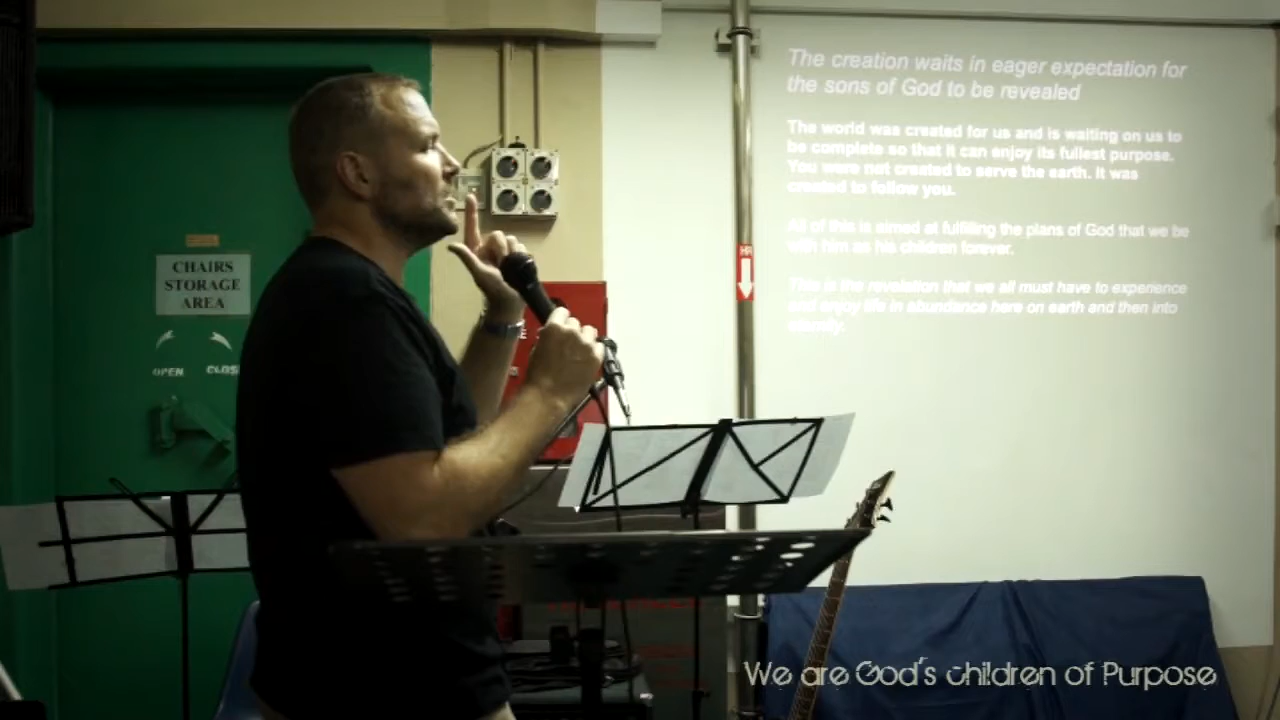 The creation waits in eager expectation for
the sons of God to be revealed
The world was created for us and is waiting on us to
be complete so that it can enjoy its fullest purpose.
You were not created to serve the earth. It was
created to follow you.
All of this is aimed at fulfilling the plans of God that we be
with him as his children forever.
This is the revelation that we all must have to experience
and enjoy life in abundance here on earth and then into
eternity.
CHAIRS
STORAGE
AREA
OPEN CLOSE
HR
We are God's children of Purpose